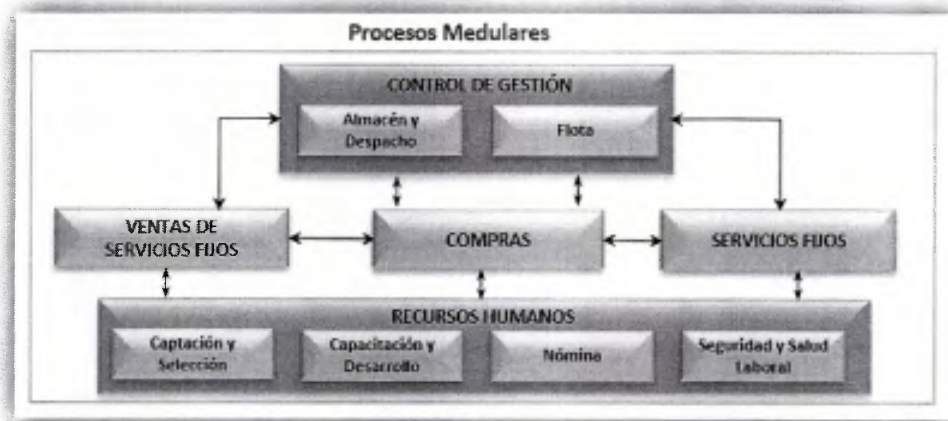 Procesos Medulares
CONTROL DE GESTIÓN
Almacén y
Despacho
Flota
VENTAS DE
SERVICIOS FIJOS
COMPRAS
SERVICIOS FIJOS
RECURSOS HUMANOS
Captación y
Selección
Capacitación y
Desarrollo
Nómina
Seguridad y Salud
Laboral